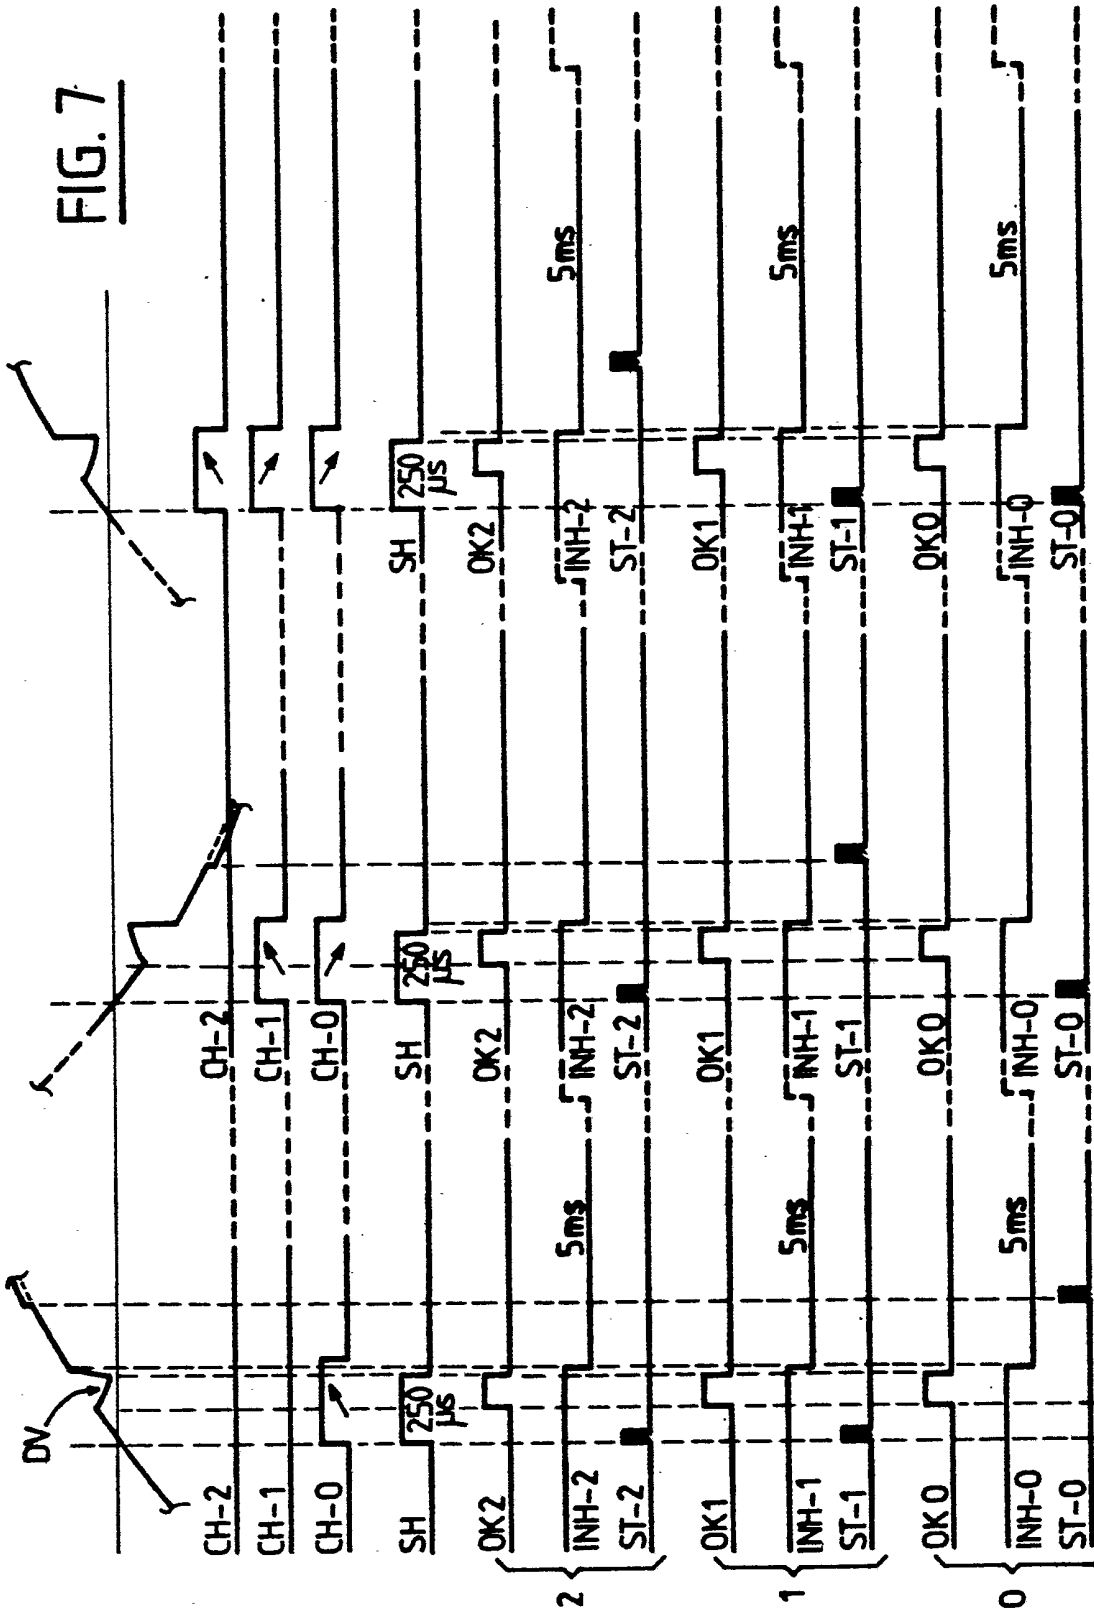 FIG. 7
DV
CH-2 CH-2
CH-1 CH-1
CH-0 CH-0
SH 250 µs SH 250 µs SH 250 µs
OK2 OK2 OK2
2 INH-2 5ms INH-2 INH-2 5ms
ST-2 ST-2 ST-2
OK1 OK1 OK1
1 INH-1 5ms INH-1 INH-1 5ms
ST-1 ST-1 ST-1
OK0 OK0 OK0
0 INH-0 5ms INH-0 INH-0 5ms
ST-0 ST-0 ST-0